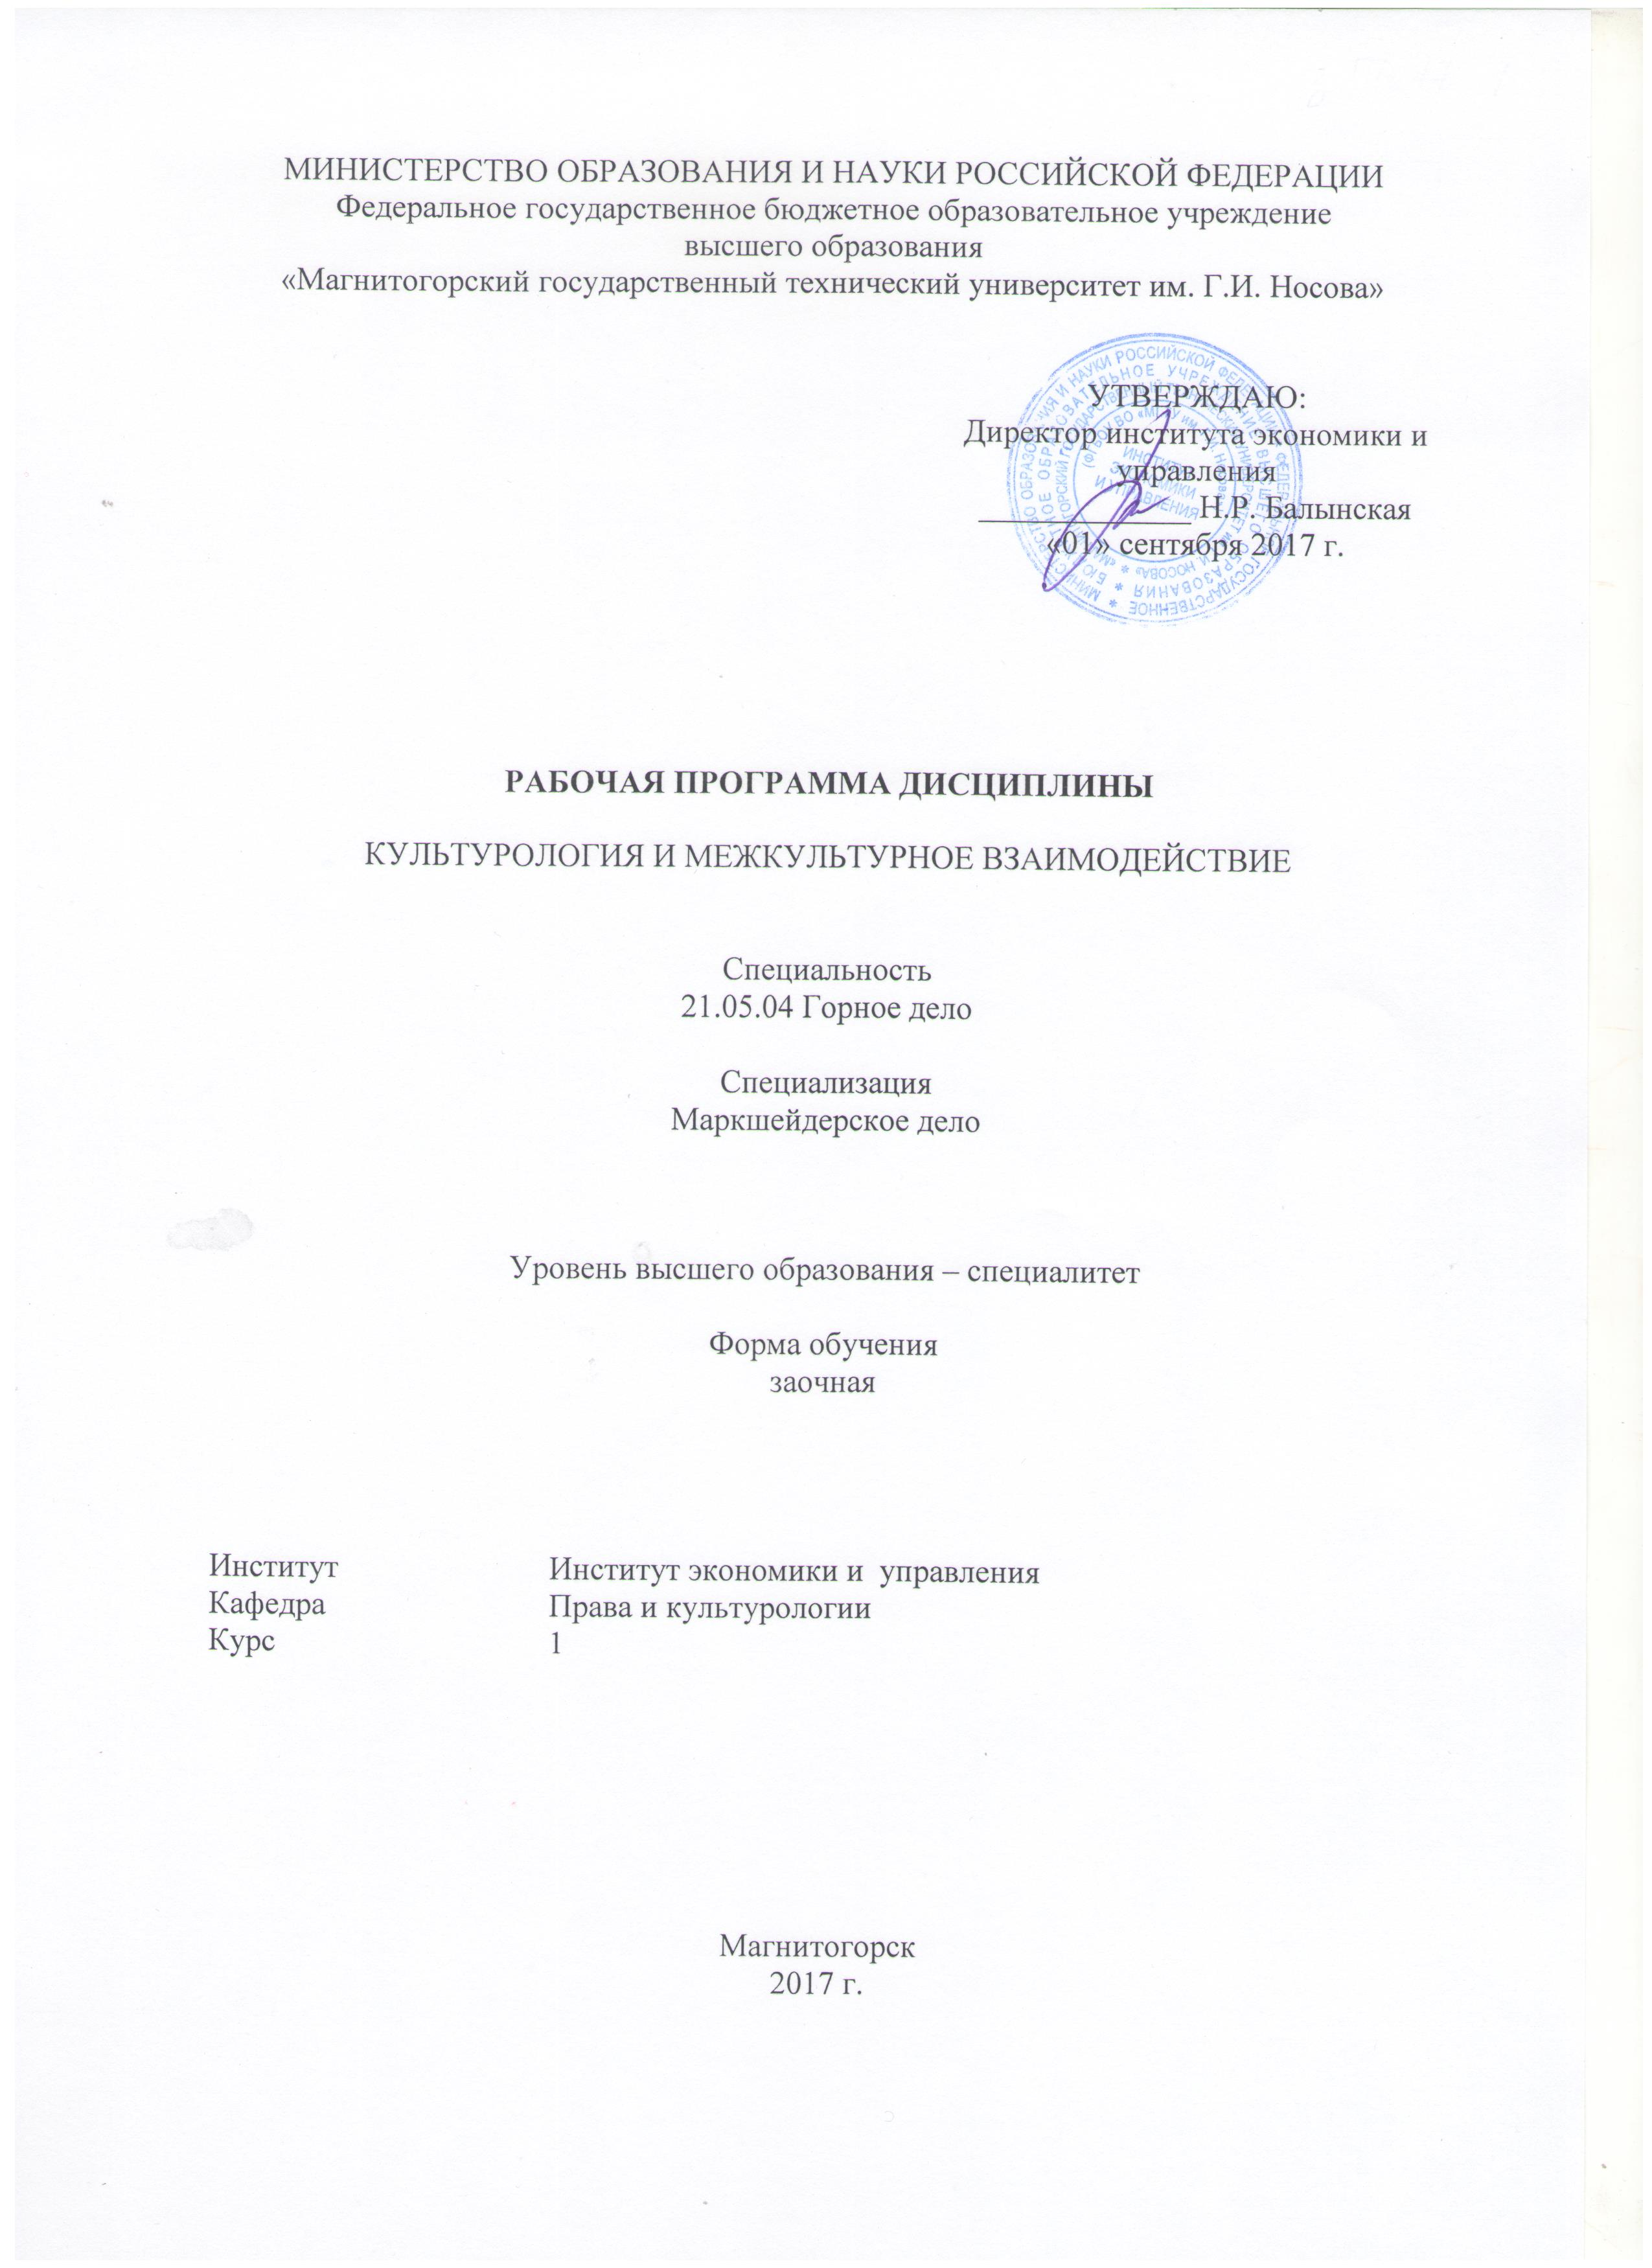 МИНИСТЕРСТВО ОБРАЗОВАНИЯ И НАУКИ РОССИЙСКОЙ ФЕДЕРАЦИИ
Федеральное государственное бюджетное образовательное учреждение
высшего образования
«Магнитогорский государственный технический университет им. Г.И. Носова»
УТВЕРЖДАЮ:
Директор института экономики и
управления
Н.Р. Балынская
«01» сентября 2017 г.
РАБОЧАЯ ПРОГРАММА ДИСЦИПЛИНЫ
КУЛЬТУРОЛОГИЯ И МЕЖКУЛЬТУРНОЕ ВЗАИМОДЕЙСТВИЕ
Специальность
21.05.04 Горное дело
Специализация
Маркшейдерское дело
Уровень высшего образования – специалитет
Форма обучения
заочная
Институт Институт экономики и управления
Кафедра Права и культурологии
Курс 1
Магнитогорск
2017 г.